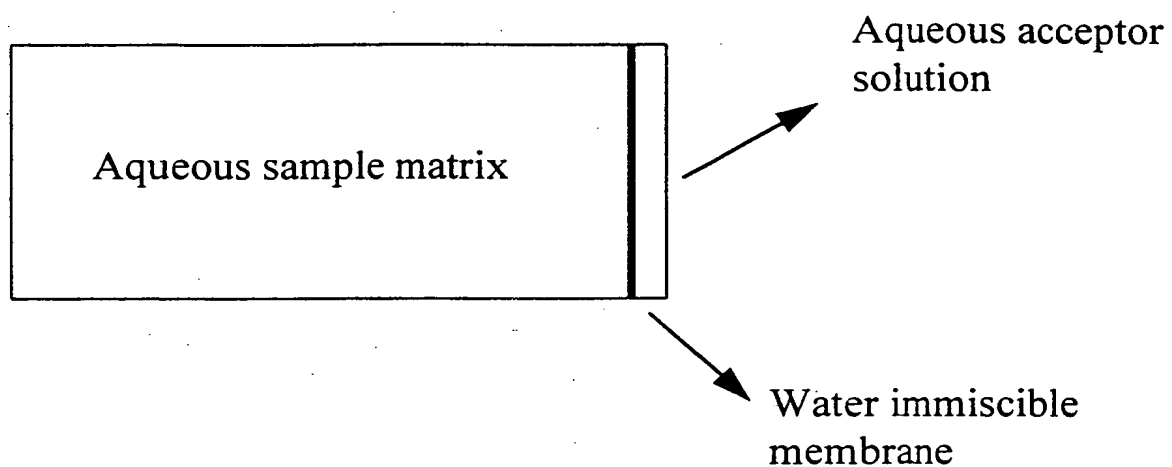 Aqueous acceptor
solution
Aqueous sample matrix
Water immiscible
membrane